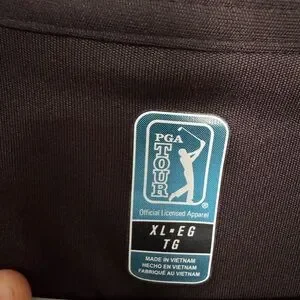 PGA
TOUR
Official Licensed Apparel
XL-EG
TG
MADE IN VIETNAM
HECHO EN VIETNAM
FABRIQUÉ AU VIETNAM